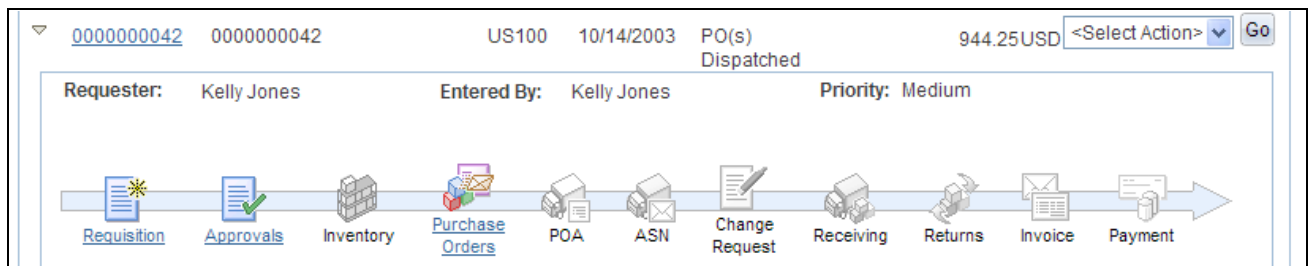 0000000042 0000000042 US100 10/14/2003 PO(s) Dispatched 944.25USD <Select Action> Go
Requester: Kelly Jones Entered By: Kelly Jones Priority: Medium
Requisition Approvals Inventory Purchase Orders POA ASN Change Request Receiving Returns Invoice Payment